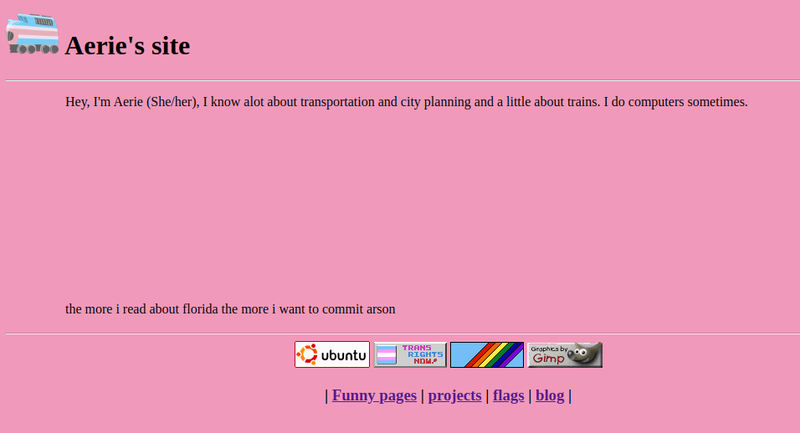 Aerie's site
Hey, I'm Aerie (She/her), I know alot about transportation and city planning and a little about trains. I do computers sometimes.
the more i read about florida the more i want to commit arson
ubuntu
TRANS
RIGHTS
NOW!
Graphics by
Gimp
| Funny pages | projects | flags | blog |